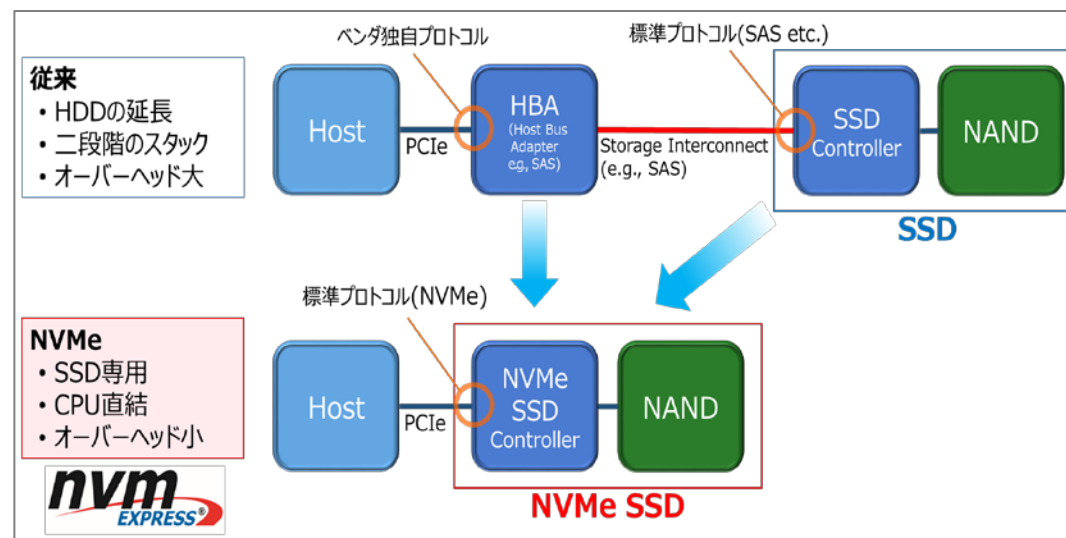 ベンダ独自プロトコル
標準プロトコル(SAS etc.)
従来
・HDDの延長
・二段階のスタック
・オーバーヘッド大
Host
PCIe
HBA
(Host Bus
Adapter
e.g., SAS)
Storage Interconnect
(e.g., SAS)
SSD
Controller
NAND
SSD
標準プロトコル(NVMe)
NVMe
・SSD専用
・CPU直結
・オーバーヘッド小
Host
PCIe
NVMe
SSD
Controller
NAND
NVMe SSD
nvm
EXPRESS®